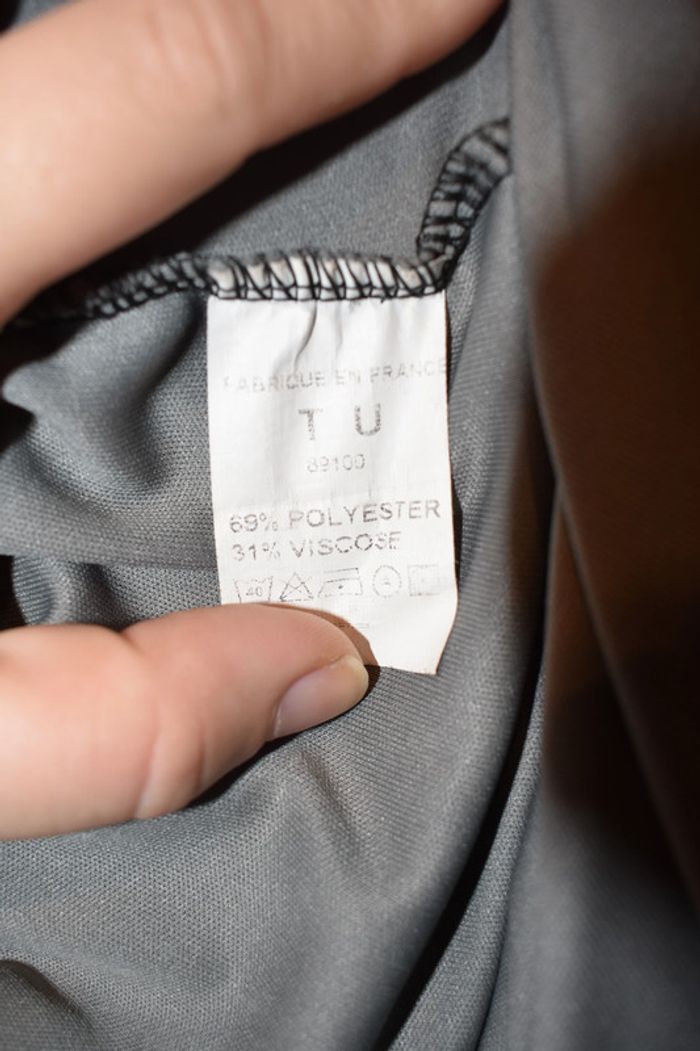 FABRIQUE EN FRANCE
T U
89100
69% POLYESTER
31% VISCOSE
40